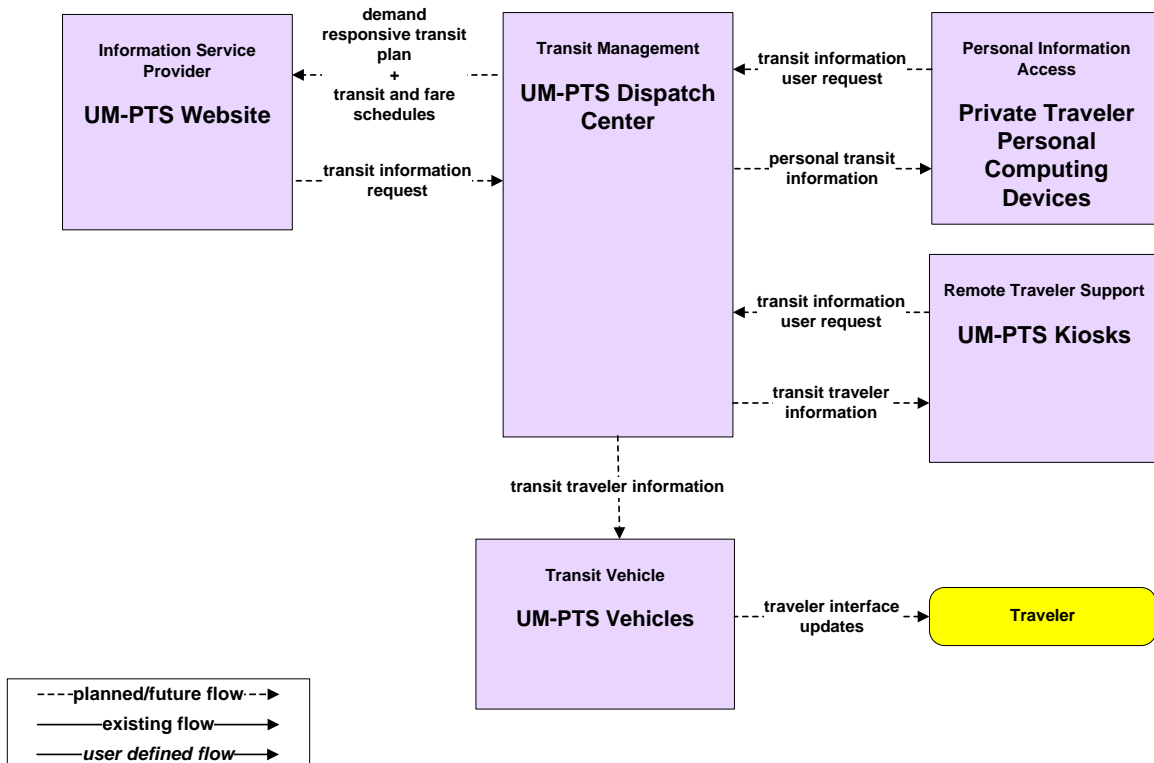 Information Service
Provider
UM-PTS Website
demand
responsive transit
plan
+
transit and fare
schedules
transit information
request
Transit Management
UM-PTS Dispatch
Center
transit information
user request
personal transit
information
Personal Information
Access
Private Traveler
Personal
Computing
Devices
transit information
user request
transit traveler
information
Remote Traveler Support
UM-PTS Kiosks
transit traveler information
Transit Vehicle
UM-PTS Vehicles
traveler interface
updates
Traveler
planned/future flow
existing flow
user defined flow